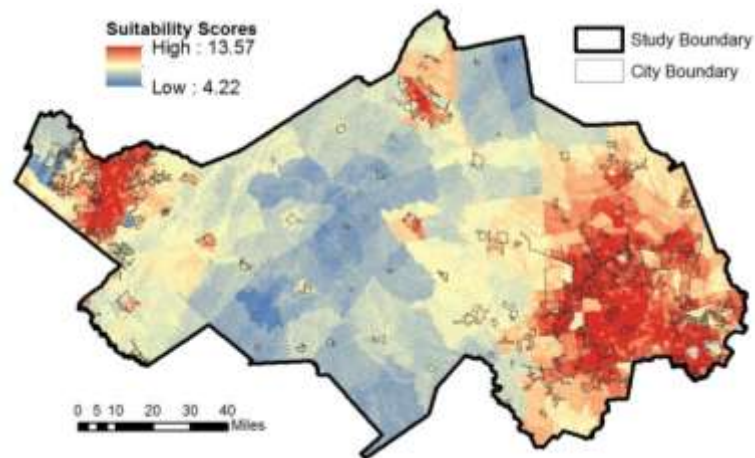 Suitability Scores
High : 13.57
Low : 4.22
Study Boundary
City Boundary
0 5 10 20 30 40
Miles